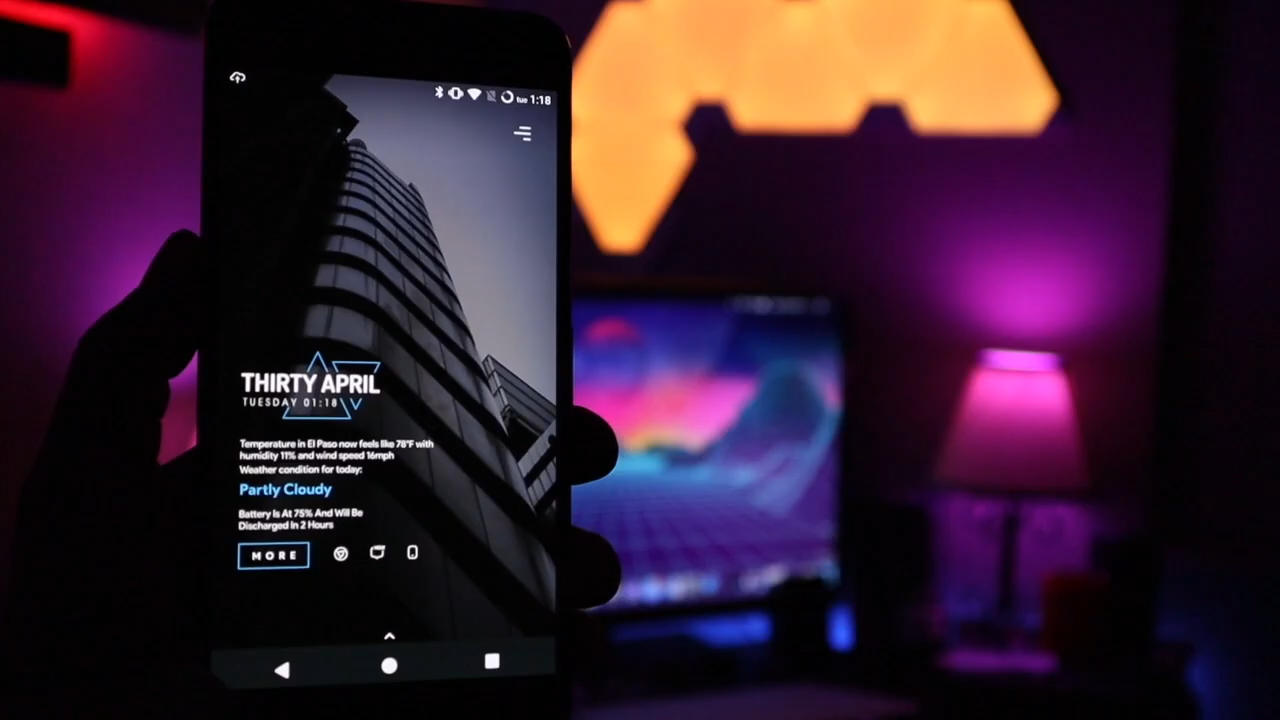 tue 1:18
THIRTY APRIL
TUESDAY 01:18
Temperature in El Paso now feels like 78°F with
humidity 11% and wind speed 16mph
Weather condition for today:
Partly Cloudy
Battery Is At 75% And Will Be
Discharged In 2 Hours
MORE